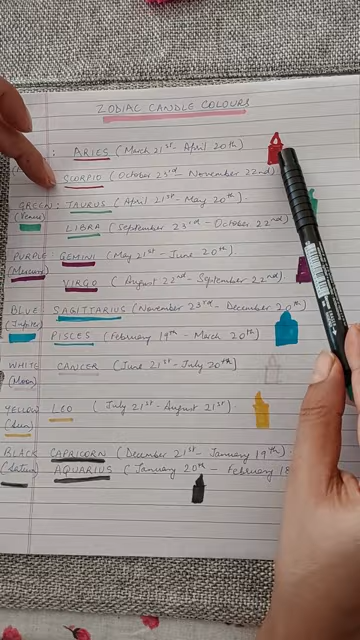 ZODIAC CANDLE COLOURS
: ARIES (March 21st - April 20th)
SCORPIO (October 23rd - November 22nd)
GREEN : TAURUS (April 21st - May 20th)
(Venus) LIBRA (September 23rd - October 22nd)
PURPLE GEMINI (May 21st - June 20th)
(Mercury) VIRGO (August 22nd - September 22nd)
BLUE SAGITTARIUS (November 23rd - December 20th)
(Jupiter) PISCES (February 19th - March 20th)
WHITE CANCER (June 21st - July 20th)
(Moon)
YELLOW LEO (July 21st - August 21st)
(Sun)
BLACK CAPRICORN (December 21st - January 19th)
(Saturn) AQUARIUS (January 20th - February 18